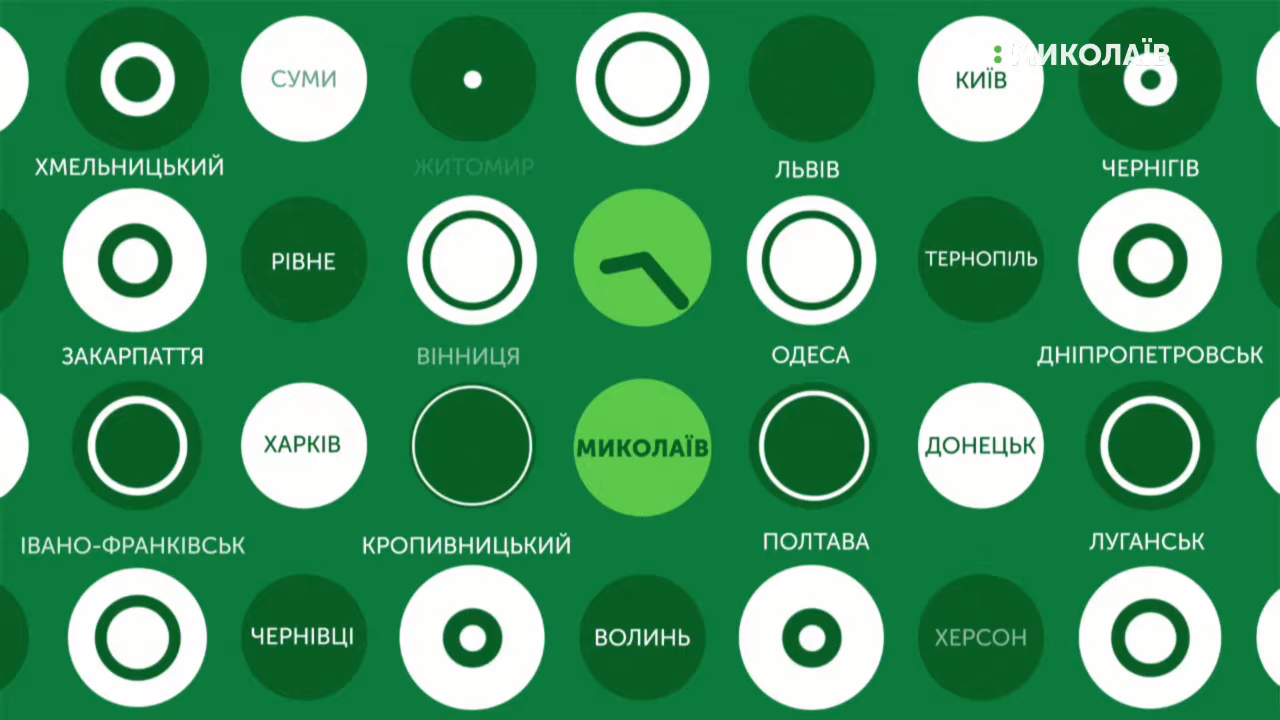 : МИКОЛАЇВ
СУМИ
КИЇВ
ХМЕЛЬНИЦЬКИЙ
ЖИТОМИР
ЛЬВІВ
ЧЕРНІГІВ
РІВНЕ
ТЕРНОПІЛЬ
ЗАКАРПАТТЯ
ВІННИЦЯ
ОДЕСА
ДНІПРОПЕТРОВСЬК
ХАРКІВ
МИКОЛАЇВ
ДОНЕЦЬК
ІВАНО-ФРАНКІВСЬК
КРОПИВНИЦЬКИЙ
ПОЛТАВА
ЛУГАНСЬК
ЧЕРНІВЦІ
ВОЛИНЬ
ХЕРСОН